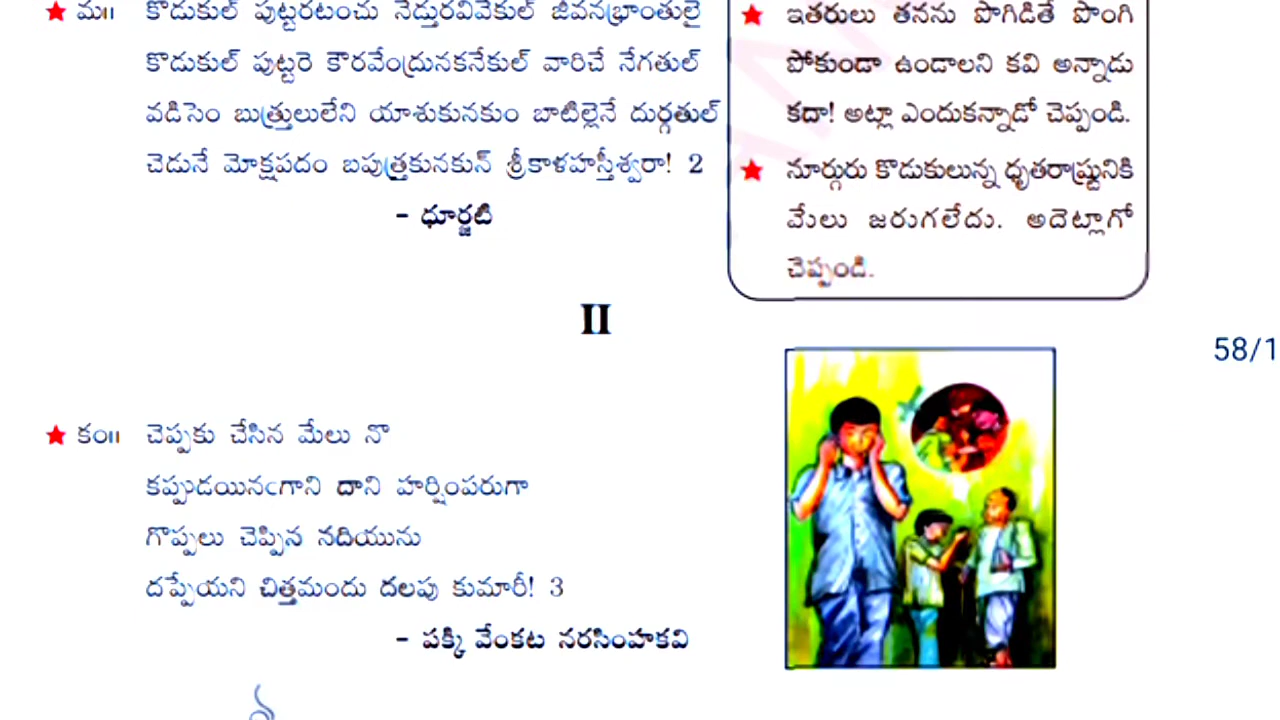 ★ మ॥ కొడుకుల్ పుట్టరటంచు నేడ్తురవివేకుల్ జీవనభ్రాంతులై
కొడుకుల్ పుట్టరె కౌరవేంద్రునకనేకుల్ వారిచే నేగతుల్
వడిసెం బుత్త్రులులేని యాశుకునకుం బాటిల్లెనే దుర్గతుల్
చెడునే మోక్షపదం బపుత్త్రకునకున్ శ్రీకాళహస్తీశ్వరా! 2
- ధూర్జటి
★ ఇతరులు తనను పొగిడితే పొంగి
పోకుండా ఉండాలని కవి అన్నాడు
కదా! అట్లా ఎందుకన్నాడో చెప్పండి.
★ నూర్గురు కొడుకులున్న ధృతరాష్ట్రునికి
మేలు జరుగలేదు. అదెట్లాగో
చెప్పండి.
II
58/1
★ కం॥ చెప్పకు చేసిన మేలు నొ
కప్పుడయినఁగాని దాని హర్షింపరుగా
గొప్పలు చెప్పిన నదియును
దప్పేయని చిత్తమందు దలపు కుమారీ! 3
- పక్కి వేంకట నరసింహకవి